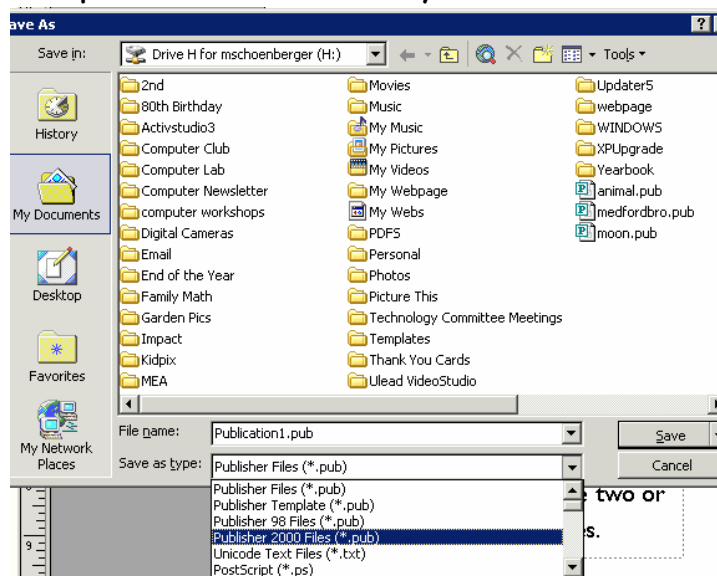 ave As
Save in:
Drive H for mschoenberger (H:)
Tools
History
My Documents
Desktop
Favorites
My Network
Places
2nd
80th Birthday
Activstudio3
Computer Club
Computer Lab
Computer Newsletter
computer workshops
Digital Cameras
Email
End of the Year
Family Math
Garden Pics
Impact
Kidpix
MEA
Movies
Music
My Music
My Pictures
My Videos
My Webpage
My Webs
PDFS
Personal
Photos
Picture This
Technology Committee Meetings
Templates
Thank You Cards
Ulead VideoStudio
Updater5
webpage
WINDOWS
XPUpgrade
Yearbook
animal.pub
medfordbro.pub
moon.pub
File name:
Publication1.pub
Save
Save as type:
Publisher Files (*.pub)
Cancel
Publisher Files (*.pub)
Publisher Template (*.pub)
Publisher 98 Files (*.pub)
Publisher 2000 Files (*.pub)
Unicode Text Files (*.txt)
PostScript (*.ps)
two or
s.
9